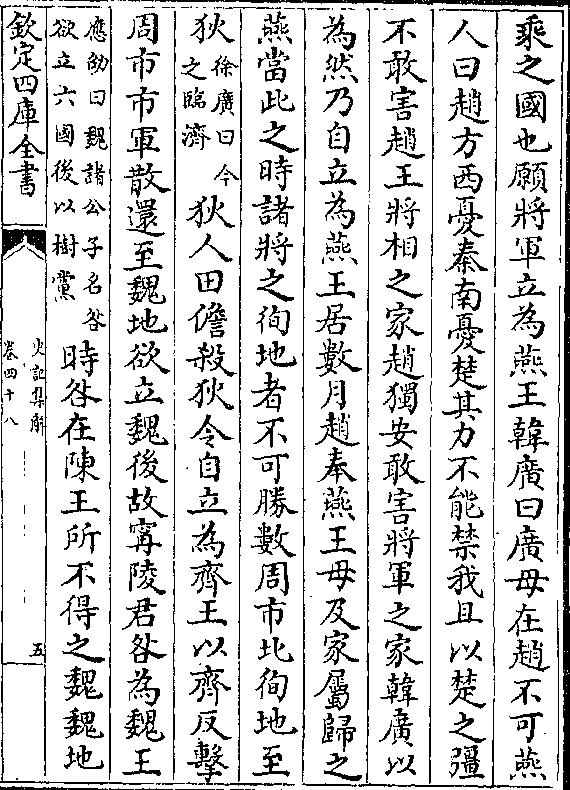 乘之國也願將軍立為燕王韓廣曰廣母在趙不可燕
人曰趙方西憂秦南憂楚其力不能禁我且以楚之彊
不敢害趙王將相之家趙獨安敢害將軍之家韓廣以
為然乃自立為燕王居數月趙奉燕王母及家屬歸之
燕當此之時諸將之徇地者不可勝數周市北徇地至
狄徐廣曰今之臨濟狄人田儋殺狄令自立為齊王以齊反擊
周市市軍散還至魏地欲立魏後故甯陵君咎為魏王
應劭曰魏諸公子名咎欲立六國後以樹黨時咎在陳王所不得之魏魏地
欽定四庫全書
史記集解
卷四十八
五